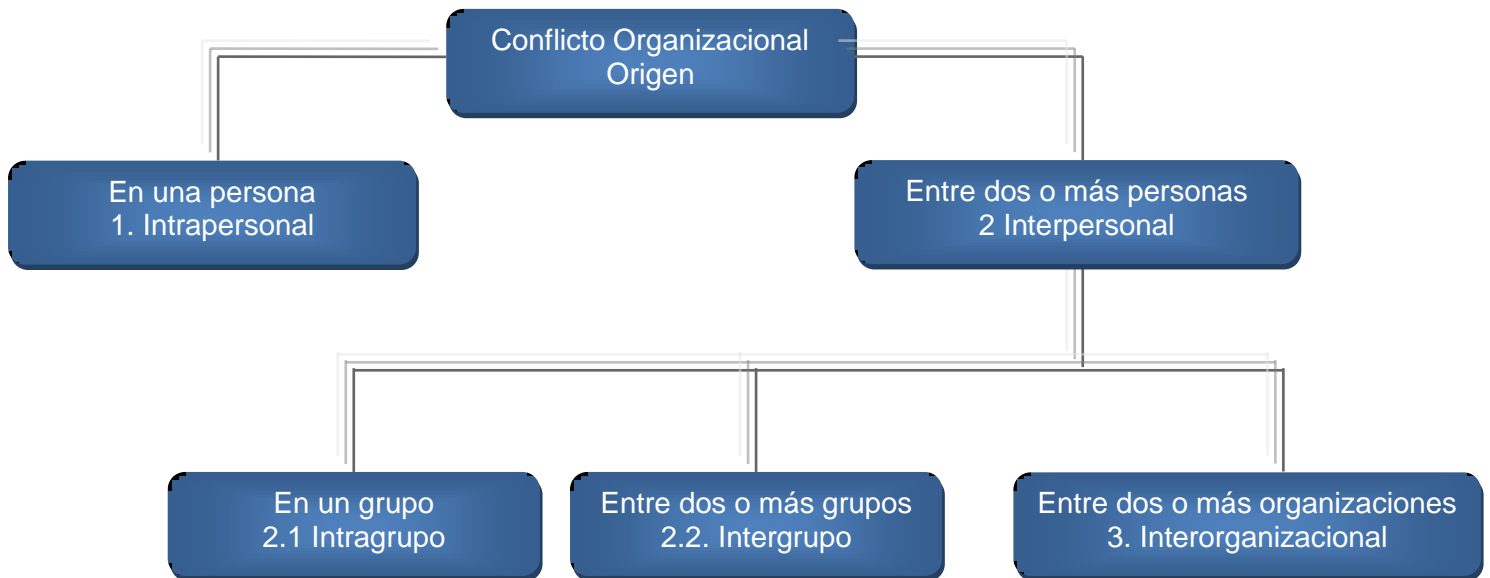 Conflicto Organizacional
Origen
En una persona
1. Intrapersonal
Entre dos o más personas
2 Interpersonal
En un grupo
2.1 Intragrupo
Entre dos o más grupos
2.2. Intergrupo
Entre dos o más organizaciones
3. Interorganizacional